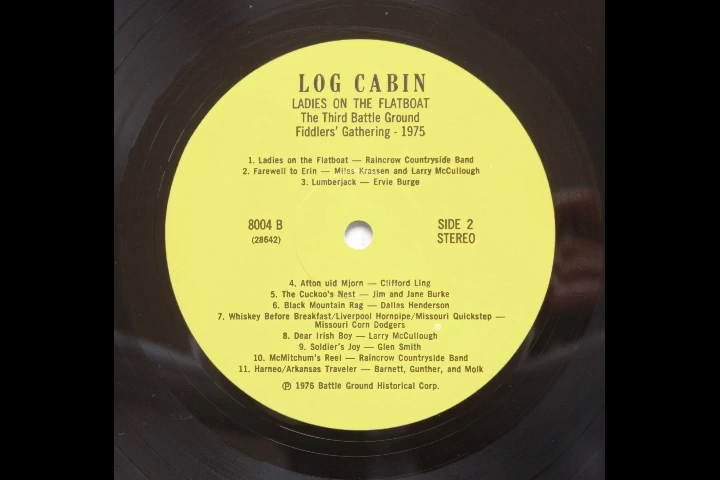 LOG CABIN
LADIES ON THE FLATBOAT
The Third Battle Ground
Fiddlers' Gathering - 1975
1. Ladies on the Flatboat — Raincrow Countryside Band
2. Farewell to Erin — Miles Krassen and Larry McCullough
3. Lumberjack — Ervie Burge
8004 B
(28642)
SIDE 2
STEREO
4. Afton uid Mjorn — Clifford Ling
5. The Cuckoo's Nest — Jim and Jane Burke
6. Black Mountain Rag — Dallas Henderson
7. Whiskey Before Breakfast/Liverpool Hornpipe/Missouri Quickstep —
Missouri Corn Dodgers
8. Dear Irish Boy — Larry McCullough
9. Soldier's Joy — Glen Smith
10. McMitchum's Reel — Raincrow Countryside Band
11. Harneo/Arkansas Traveler — Barnett, Gunther, and Molk
℗ 1976 Battle Ground Historical Corp.